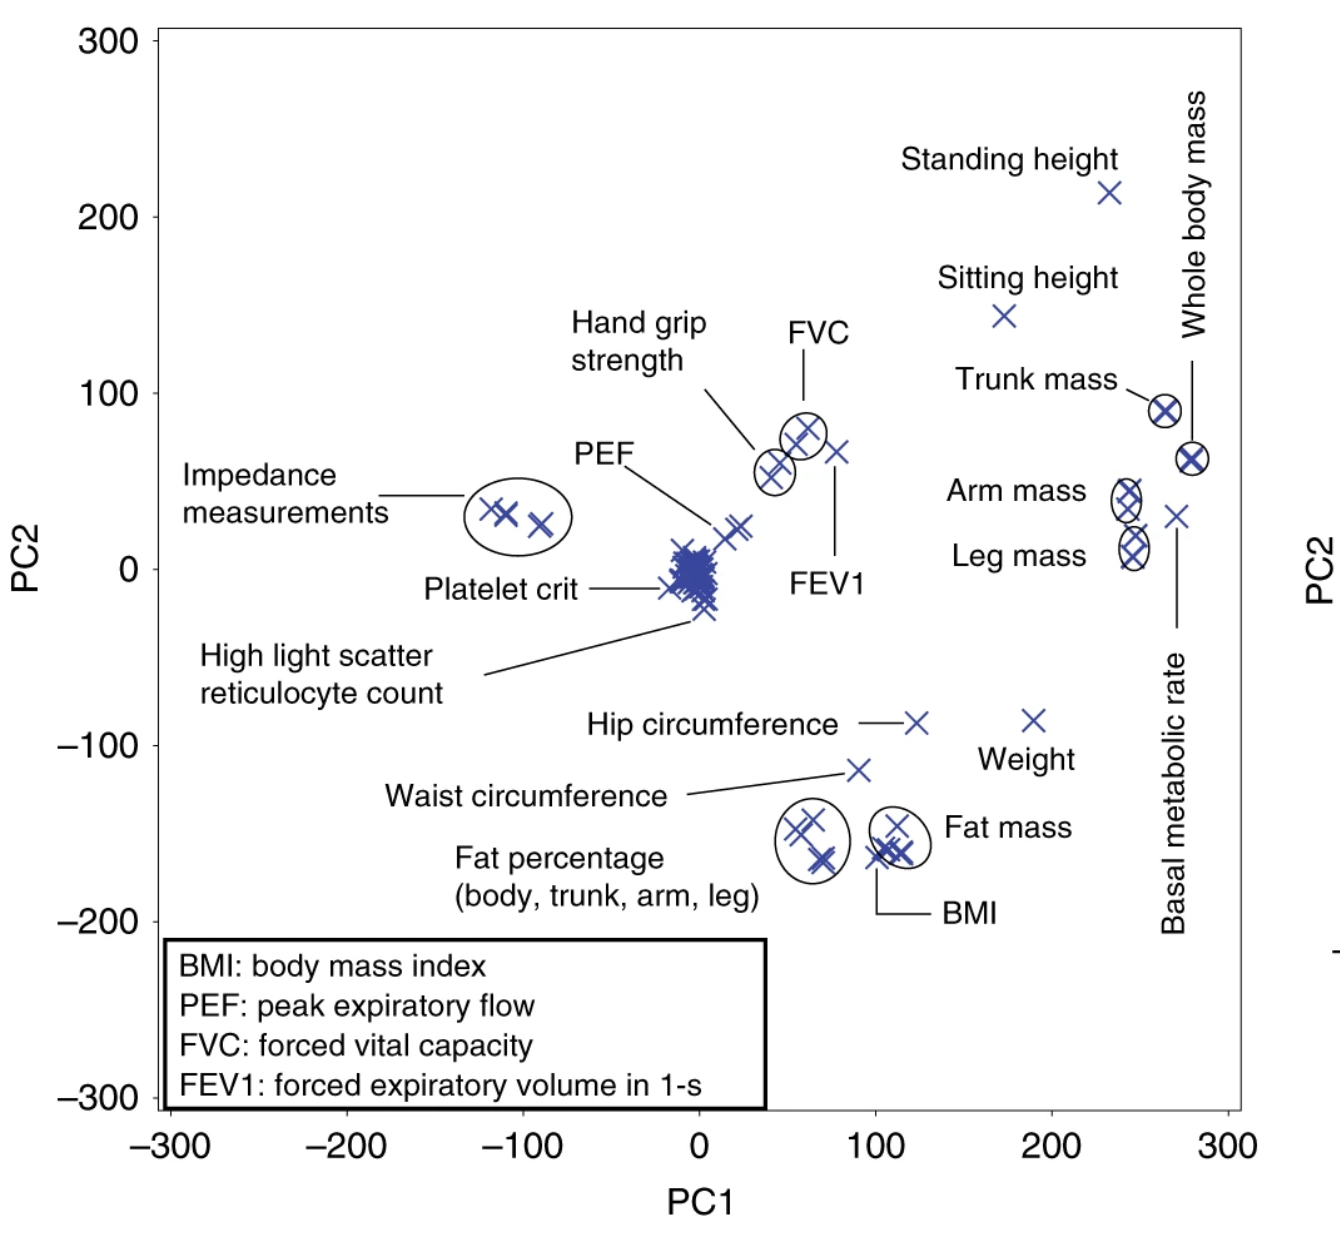 300
200
100
0
–100
–200
–300
PC2
Standing height
Whole body mass
Sitting height
Hand grip
strength
FVC
Trunk mass
PEF
Impedance
measurements
Arm mass
Leg mass
FEV1
Platelet crit
High light scatter
reticulocyte count
Hip circumference
Weight
Basal metabolic rate
Waist circumference
Fat mass
Fat percentage
(body, trunk, arm, leg)
BMI
BMI: body mass index
PEF: peak expiratory flow
FVC: forced vital capacity
FEV1: forced expiratory volume in 1-s
–300
–200
–100
0
100
200
300
PC1
PC2